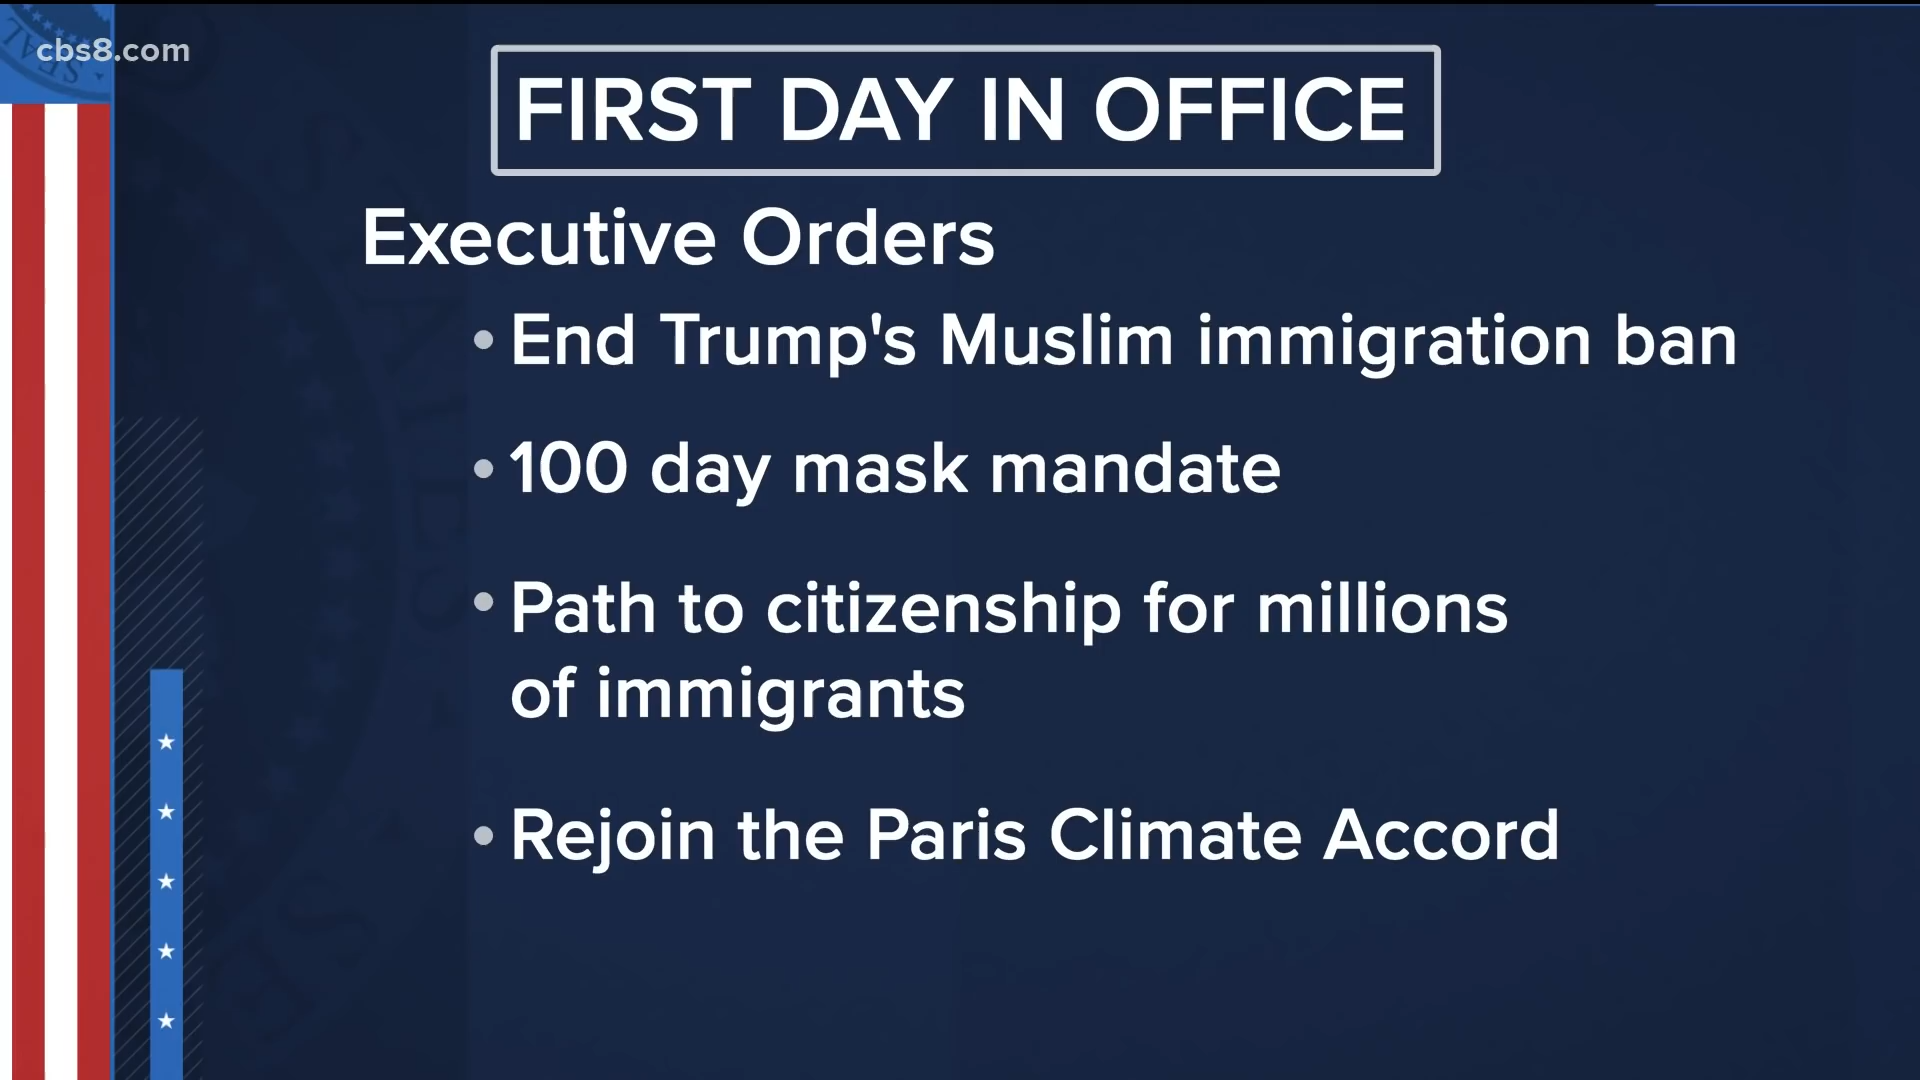 cbs8.com
SEAL
FIRST DAY IN OFFICE
Executive Orders
• End Trump's Muslim immigration ban
• 100 day mask mandate
• Path to citizenship for millions
of immigrants
• Rejoin the Paris Climate Accord